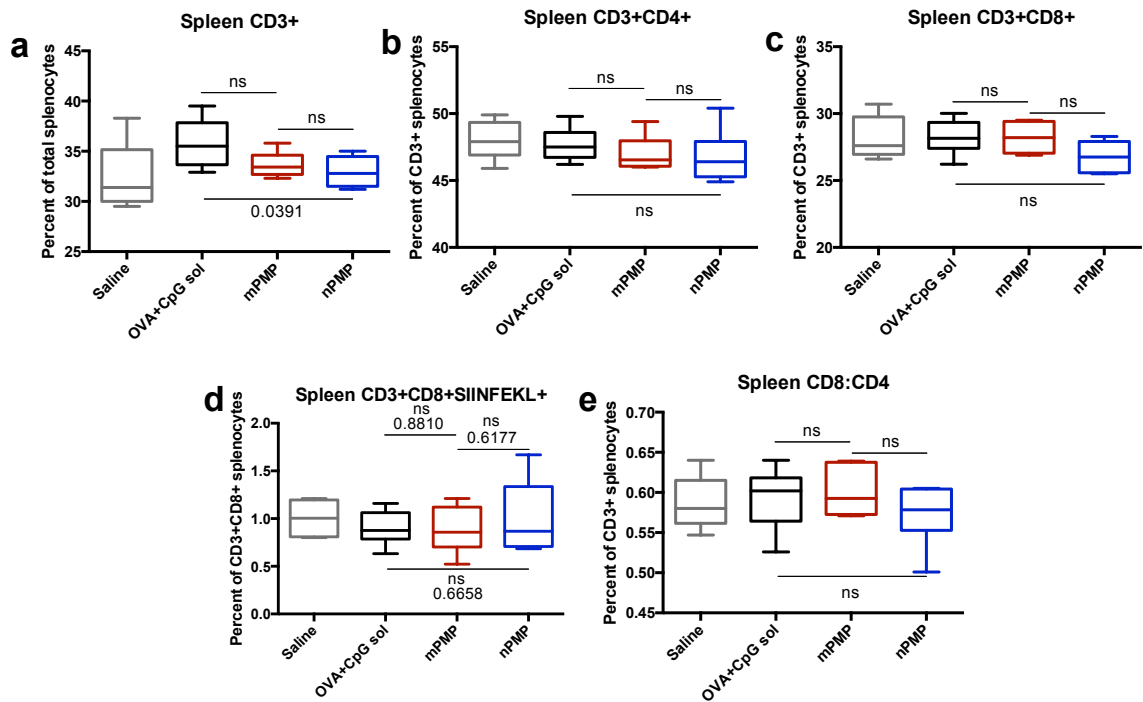 a
Spleen CD3+
Percent of total splenocytes
45
40
35
30
25
ns
ns
0.0391
Saline
OVA+CpG sol
mPMP
nPMP
b
Spleen CD3+CD4+
Percent of CD3+ splenocytes
55
50
45
40
ns
ns
ns
Saline
OVA+CpG sol
mPMP
nPMP
c
Spleen CD3+CD8+
Percent of CD3+ splenocytes
35
30
25
20
ns
ns
ns
Saline
OVA+CpG sol
mPMP
nPMP
d
Spleen CD3+CD8+SIINFEKL+
Percent of CD3+CD8+ splenocytes
2.0
1.5
1.0
0.5
0.0
ns
0.8810
ns
0.6177
ns
0.6658
Saline
OVA+CpG sol
mPMP
nPMP
e
Spleen CD8:CD4
Percent of CD3+ splenocytes
0.70
0.65
0.60
0.55
0.50
0.45
ns
ns
ns
Saline
OVA+CpG sol
mPMP
nPMP